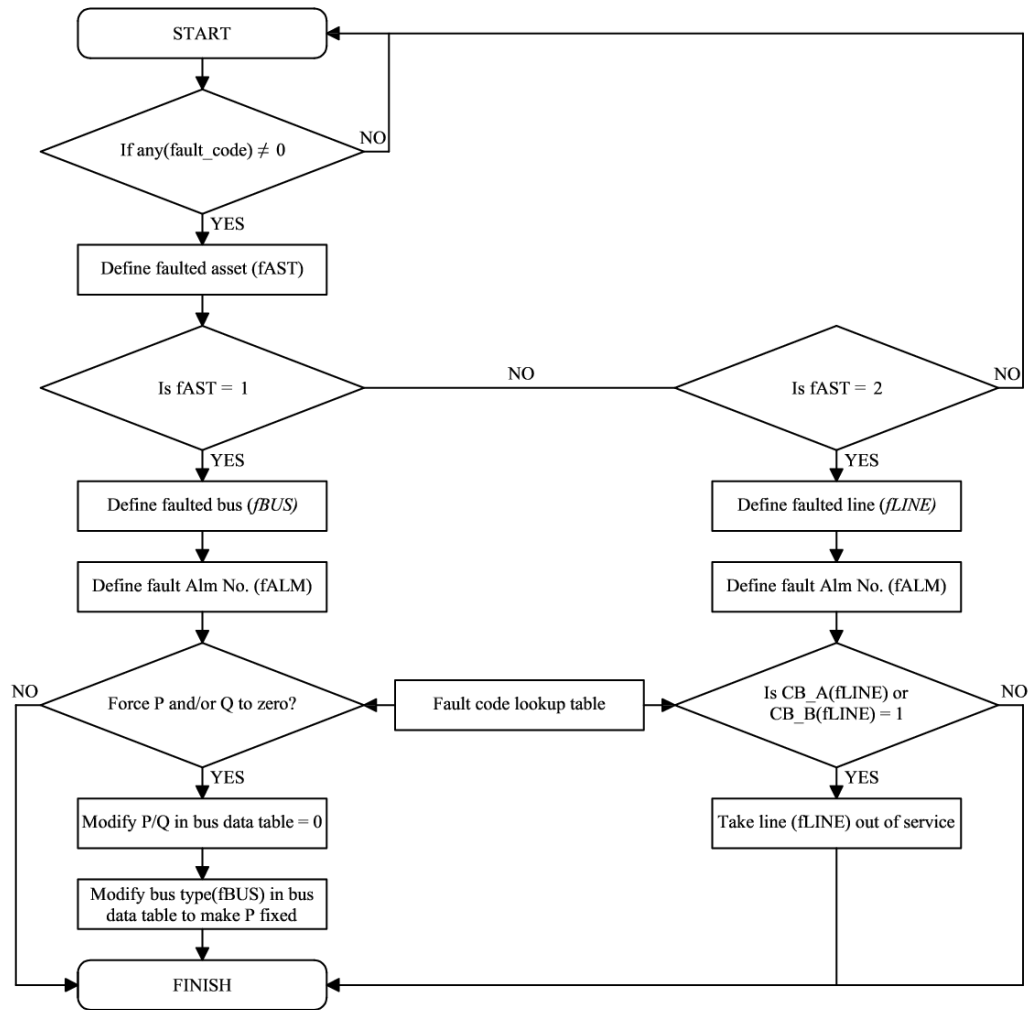 START
If any(fault_code) ≠ 0
NO
YES
Define faulted asset (fAST)
Is fAST = 1
NO
Is fAST = 2
NO
YES
YES
Define faulted bus (fBUS)
Define faulted line (fLINE)
Define fault Alm No. (fALM)
Define fault Alm No. (fALM)
NO
Force P and/or Q to zero?
Fault code lookup table
Is CB_A(fLINE) or
CB_B(fLINE) = 1
NO
YES
YES
Modify P/Q in bus data table = 0
Take line (fLINE) out of service
Modify bus type(fBUS) in bus
data table to make P fixed
FINISH